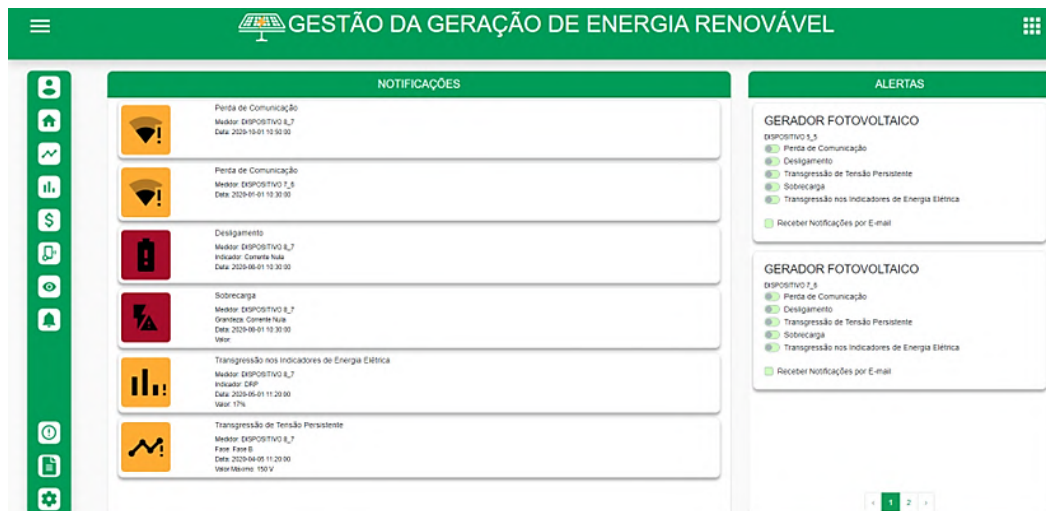 GESTÃO DA GERAÇÃO DE ENERGIA RENOVÁVEL
NOTIFICAÇÕES
Perda de Comunicação
Medidor: DISPOSITIVO 8_7
Data: 2020-10-01 10:50:00
Perda de Comunicação
Medidor: DISPOSITIVO 7_6
Data: 2020-01-01 10:30:00
Desligamento
Medidor: DISPOSITIVO 8_7
Indicador: Corrente Nula
Data: 2020-08-01 10:30:00
Sobrecarga
Medidor: DISPOSITIVO 8_7
Grandeza: Corrente Nula
Data: 2020-08-01 10:30:00
Valor:
Transgressão nos Indicadores de Energia Elétrica
Medidor: DISPOSITIVO 8_7
Indicador: DRP
Data: 2020-05-01 11:20:00
Valor: 17%
Transgressão de Tensão Persistente
Medidor: DISPOSITIVO 8_7
Fase: Fase B
Data: 2020-04-05 11:20:00
Valor Máximo: 150 V
ALERTAS
GERADOR FOTOVOLTAICO
DISPOSITIVO 5_5
Perda de Comunicação
Desligamento
Transgressão de Tensão Persistente
Sobrecarga
Transgressão nos Indicadores de Energia Elétrica
Receber Notificações por E-mail
GERADOR FOTOVOLTAICO
DISPOSITIVO 7_6
Perda de Comunicação
Desligamento
Transgressão de Tensão Persistente
Sobrecarga
Transgressão nos Indicadores de Energia Elétrica
Receber Notificações por E-mail
‹ 1 2 ›